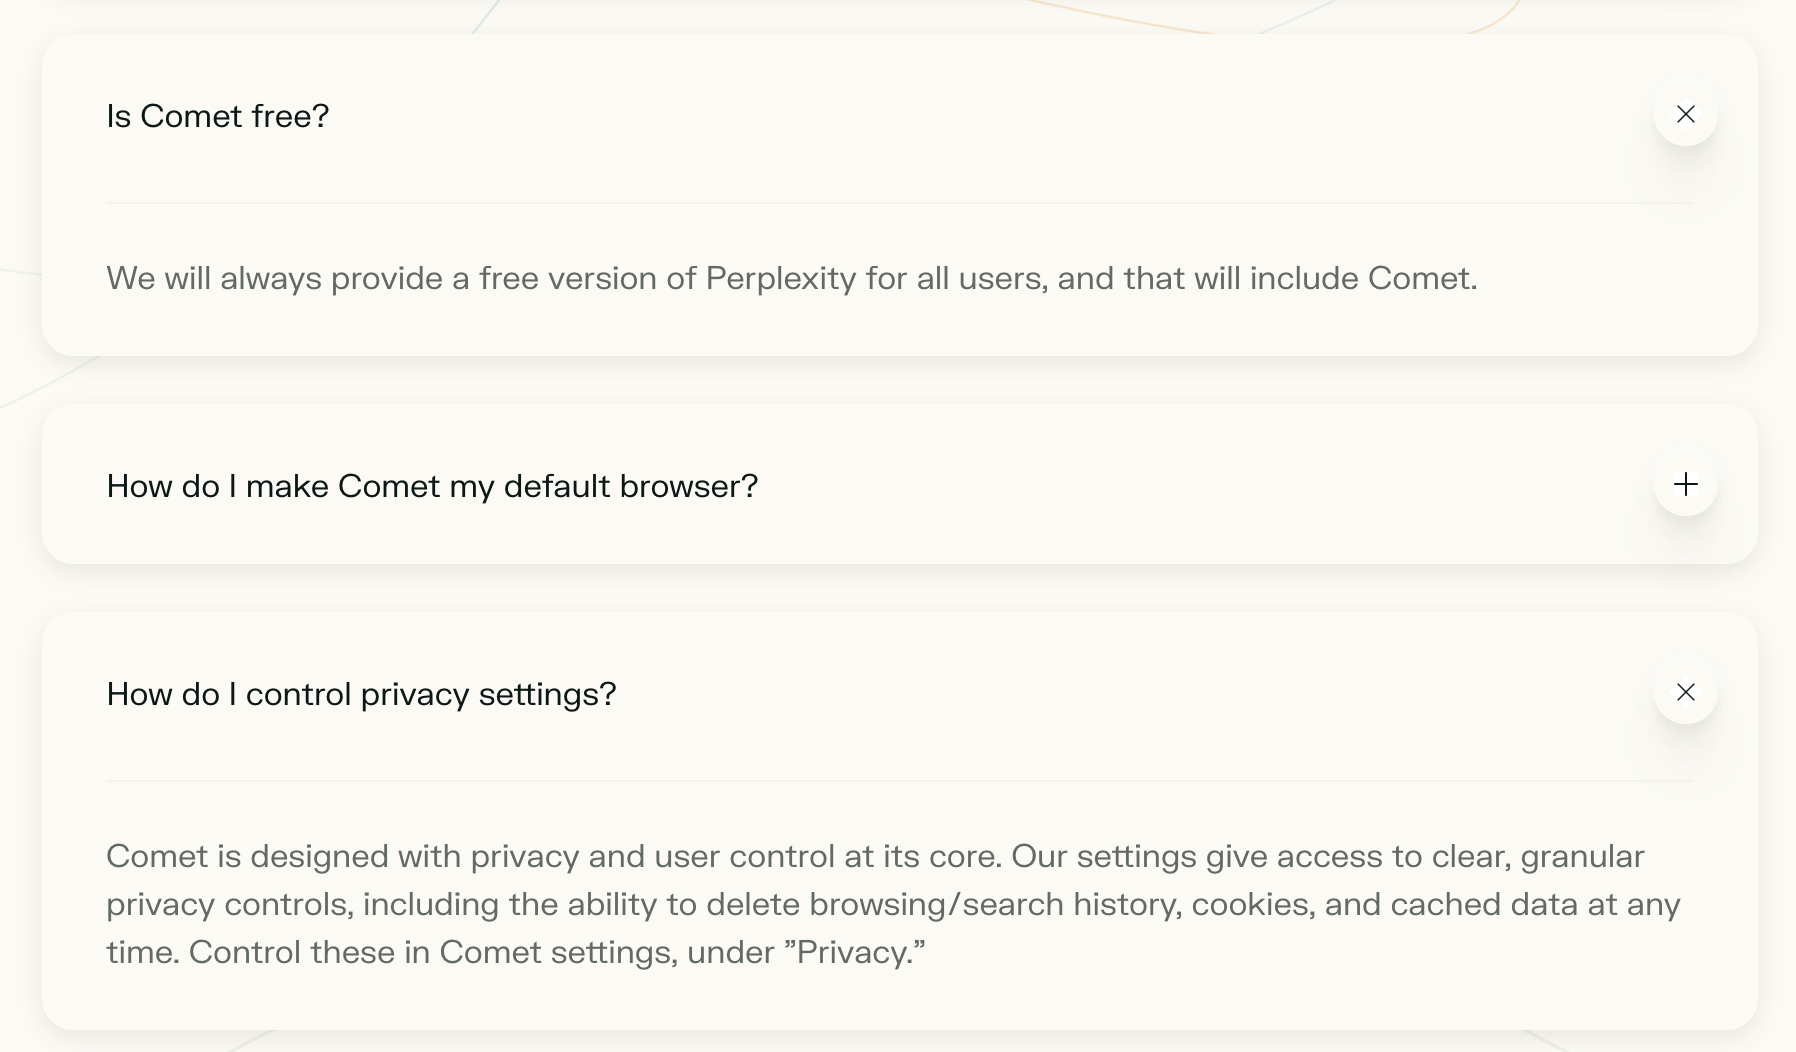 Is Comet free?
We will always provide a free version of Perplexity for all users, and that will include Comet.
How do I make Comet my default browser?
How do I control privacy settings?
Comet is designed with privacy and user control at its core. Our settings give access to clear, granular
privacy controls, including the ability to delete browsing/search history, cookies, and cached data at any
time. Control these in Comet settings, under ”Privacy.”